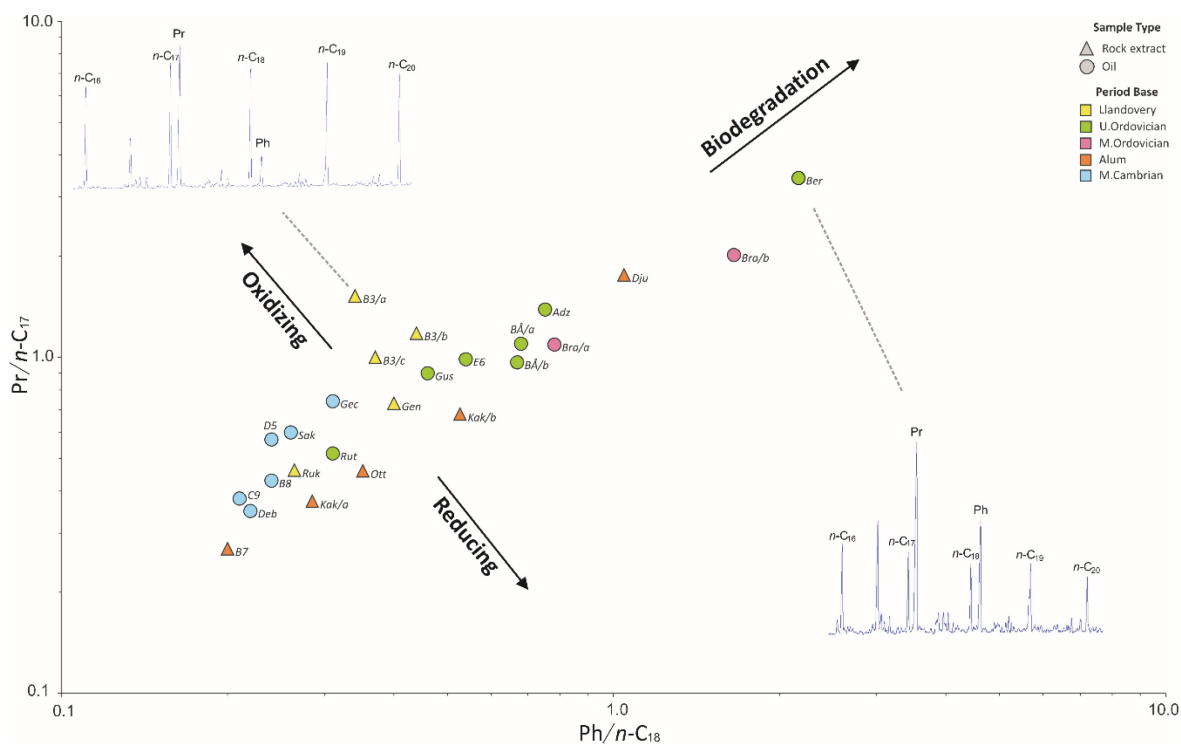 10.0
Pr/n-C17
1.0
0.1
0.1
1.0
10.0
Ph/n-C18
n-C16
n-C17
Pr
n-C18
Ph
n-C19
n-C20
Biodegradation
Oxidizing
Reducing
Sample Type
Rock extract
Oil
Period Base
Llandovery
U.Ordovician
M.Ordovician
Alum
M.Cambrian
Ber
Bra/b
Dju
B3/a
Adz
B3/b
BÅ/a
Bra/a
B3/c
E6
BÅ/b
Gus
Gec
Gen
Kak/b
D5
Sak
Rut
Ruk
Ott
B8
C9
Kak/a
Deb
B7
n-C16
n-C17
Pr
n-C18
Ph
n-C19
n-C20